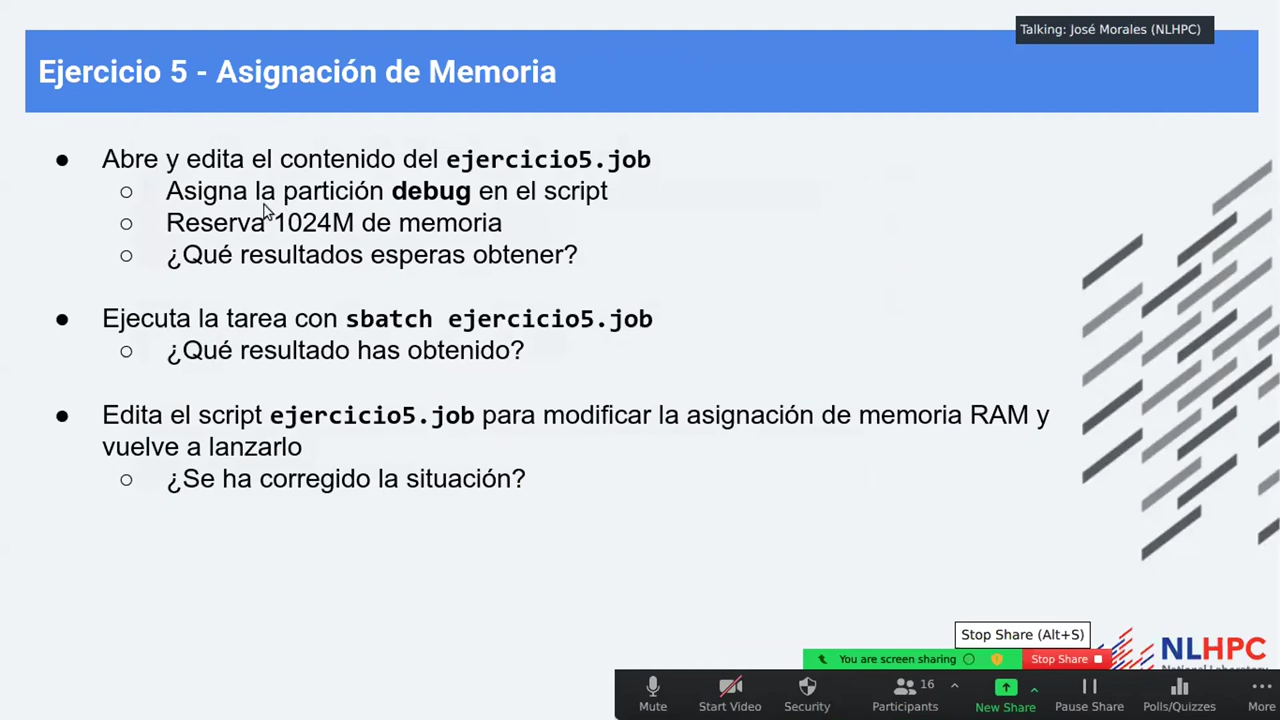 Talking: José Morales (NLHPC)
Ejercicio 5 - Asignación de Memoria
● Abre y edita el contenido del ejercicio5.job
○ Asigna la partición debug en el script
○ Reserva 1024M de memoria
○ ¿Qué resultados esperas obtener?
● Ejecuta la tarea con sbatch ejercicio5.job
○ ¿Qué resultado has obtenido?
● Edita el script ejercicio5.job para modificar la asignación de memoria RAM y
vuelve a lanzarlo
○ ¿Se ha corregido la situación?
Stop Share (Alt+S)
You are screen sharing
Stop Share
NLHPC
National Laboratory
Mute
Start Video
Security
Participants
16
New Share
Pause Share
Polls/Quizzes
More